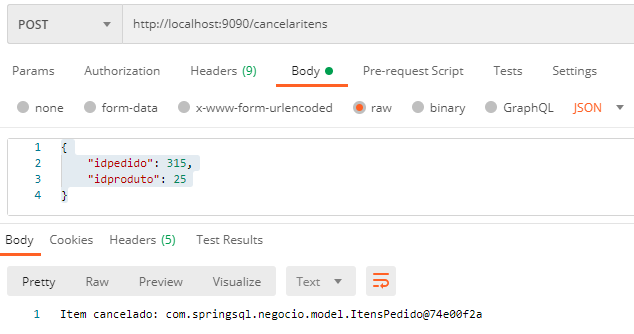 POST http://localhost:9090/cancelaritens
Params Authorization Headers (9) Body Pre-request Script Tests Settings
none form-data x-www-form-urlencoded raw binary GraphQL JSON
1 {
2 "idpedido": 315,
3 "idproduto": 25
4 }
Body Cookies Headers (5) Test Results
Pretty Raw Preview Visualize Text
1 Item cancelado: com.springsql.negocio.model.ItensPedido@74e00f2a